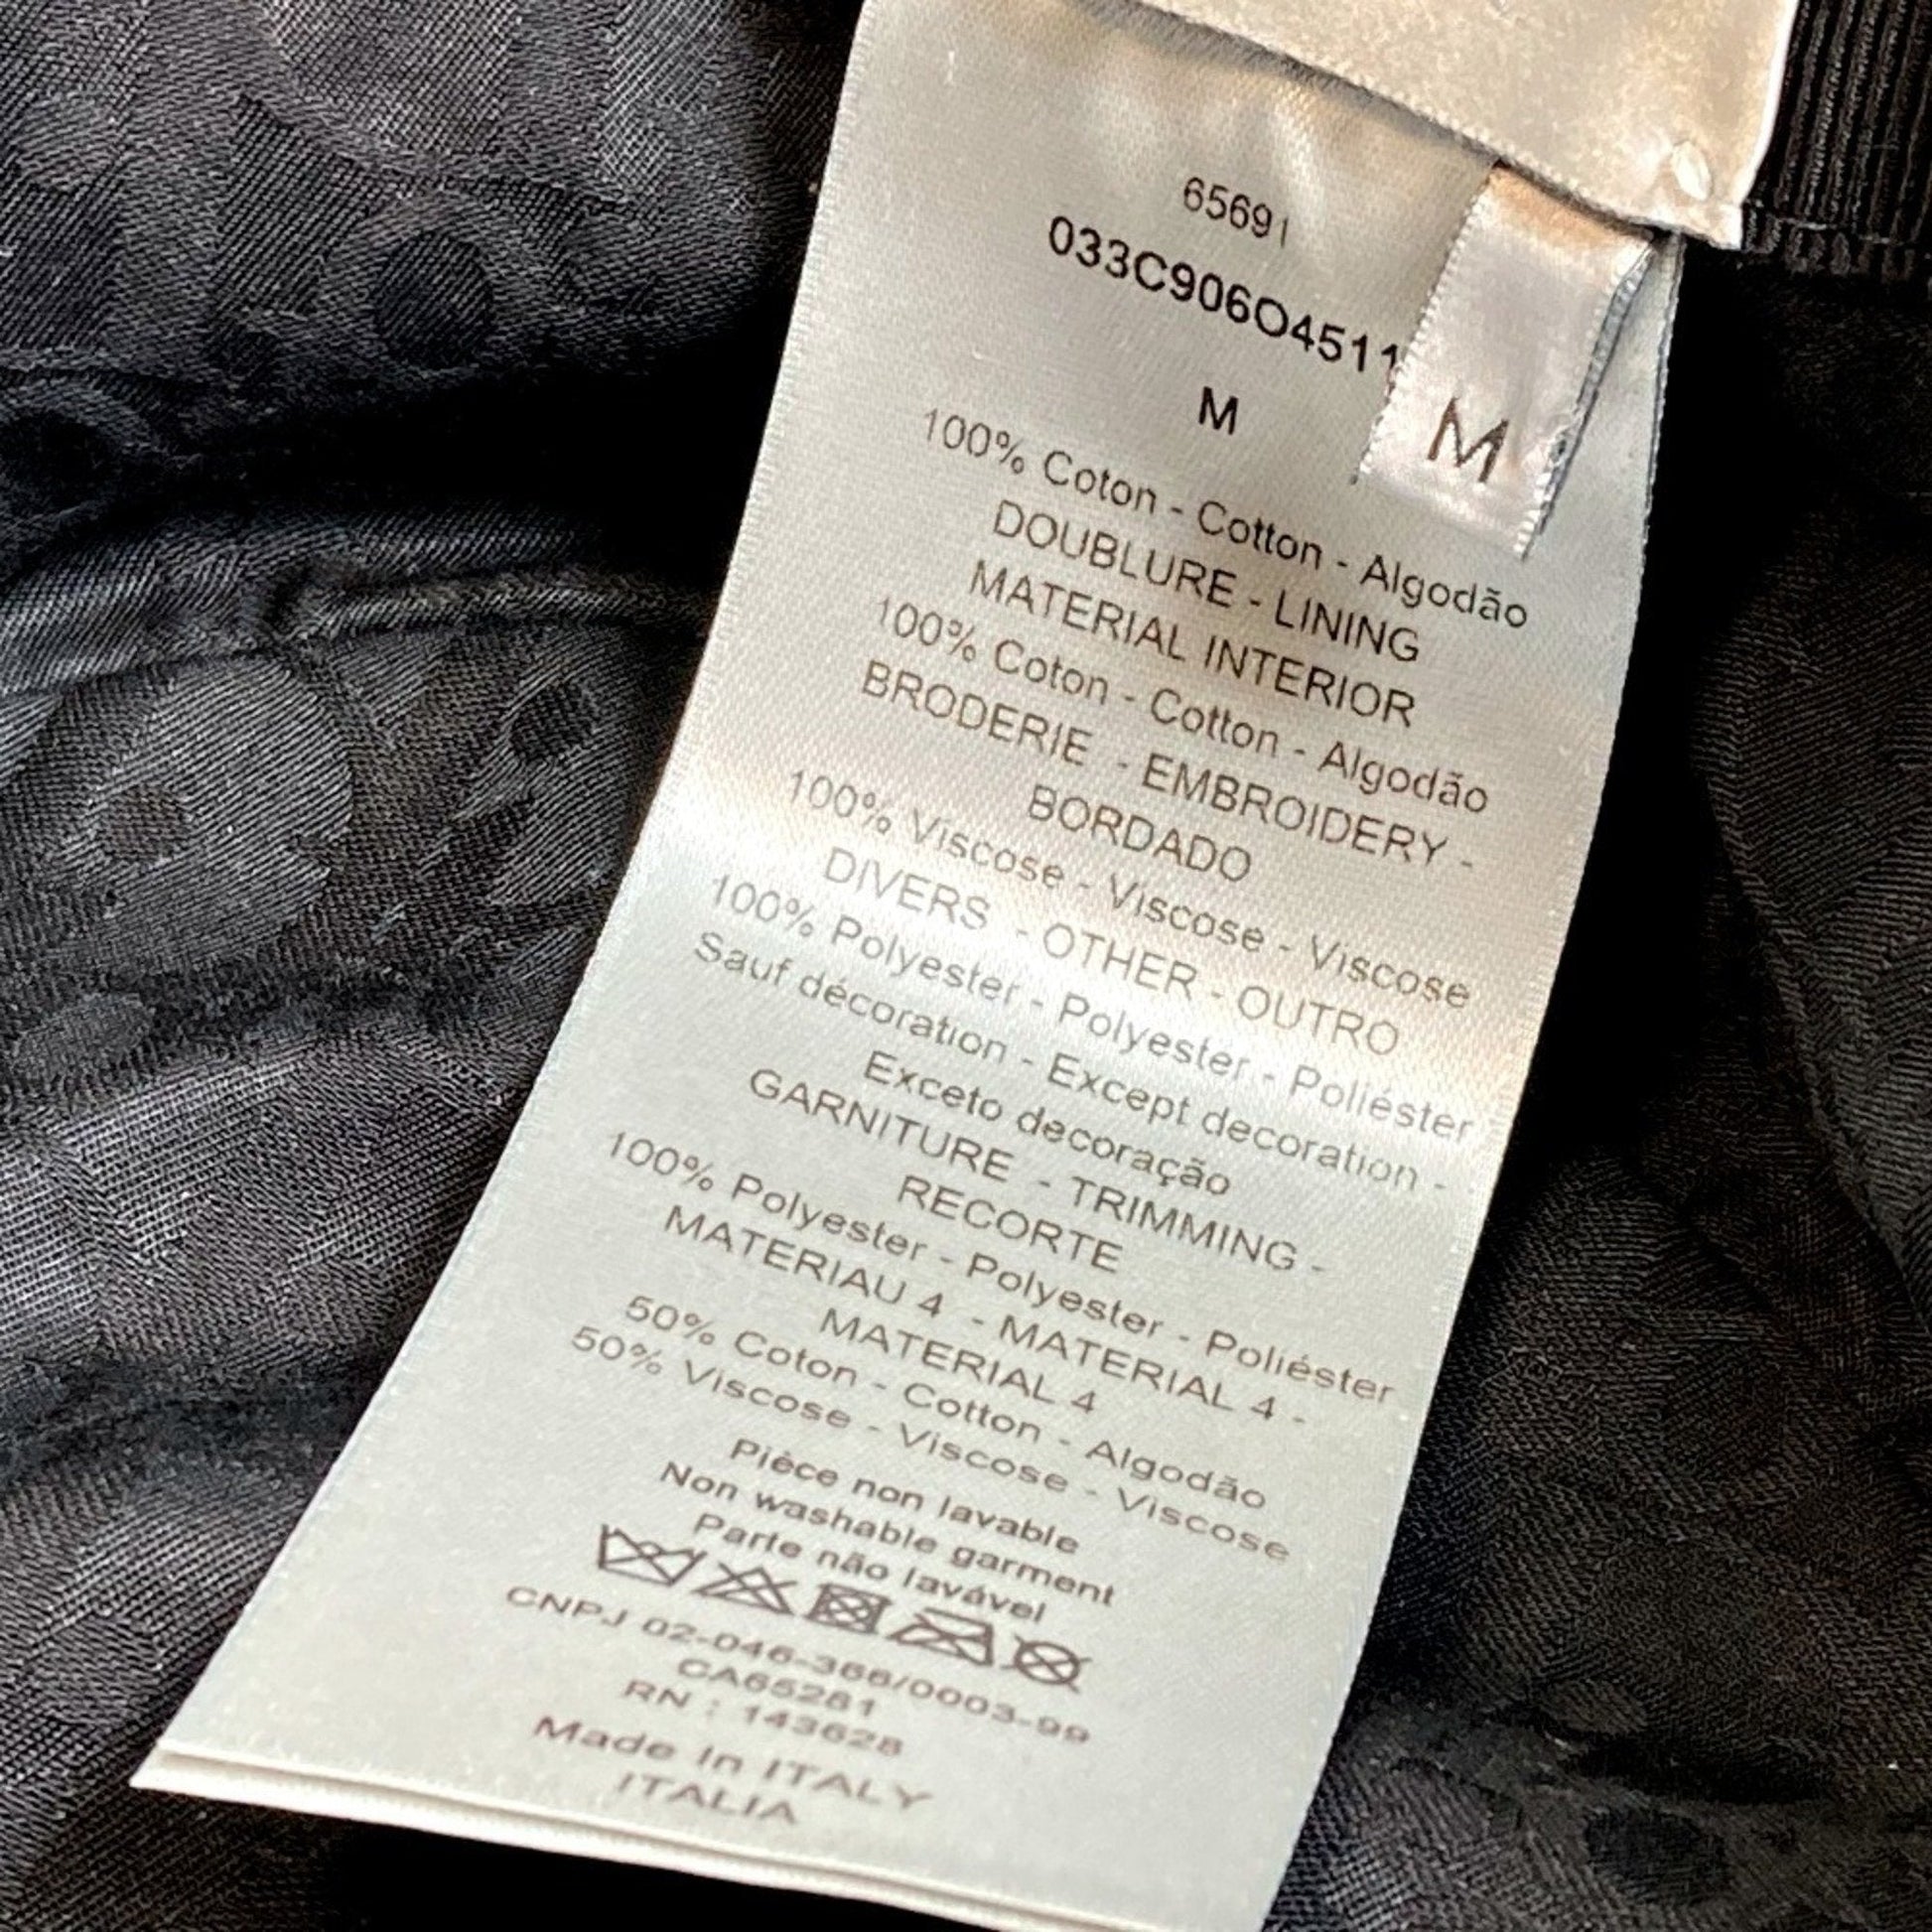 65691
033C906O4511
M
M
100% Coton - Cotton - Algodão
DOUBLURE - LINING
MATERIAL INTERIOR
100% Coton - Cotton - Algodão
BRODERIE - EMBROIDERY -
BORDADO
100% Viscose - Viscose - Viscose
DIVERS - OTHER - OUTRO
100% Polyester - Polyester - Poliéster
Sauf décoration - Except decoration -
Exceto decoração
GARNITURE - TRIMMING -
RECORTE
100% Polyester - Polyester - Poliéster
MATERIAU 4 - MATERIAL 4 -
MATERIAL 4
50% Coton - Cotton - Algodão
50% Viscose - Viscose - Viscose
Pièce non lavable
Non washable garment
Parte não lavável
CNPJ 02-046-366/0003-99
CA65281
RN : 143628
Made In ITALY
ITALIA